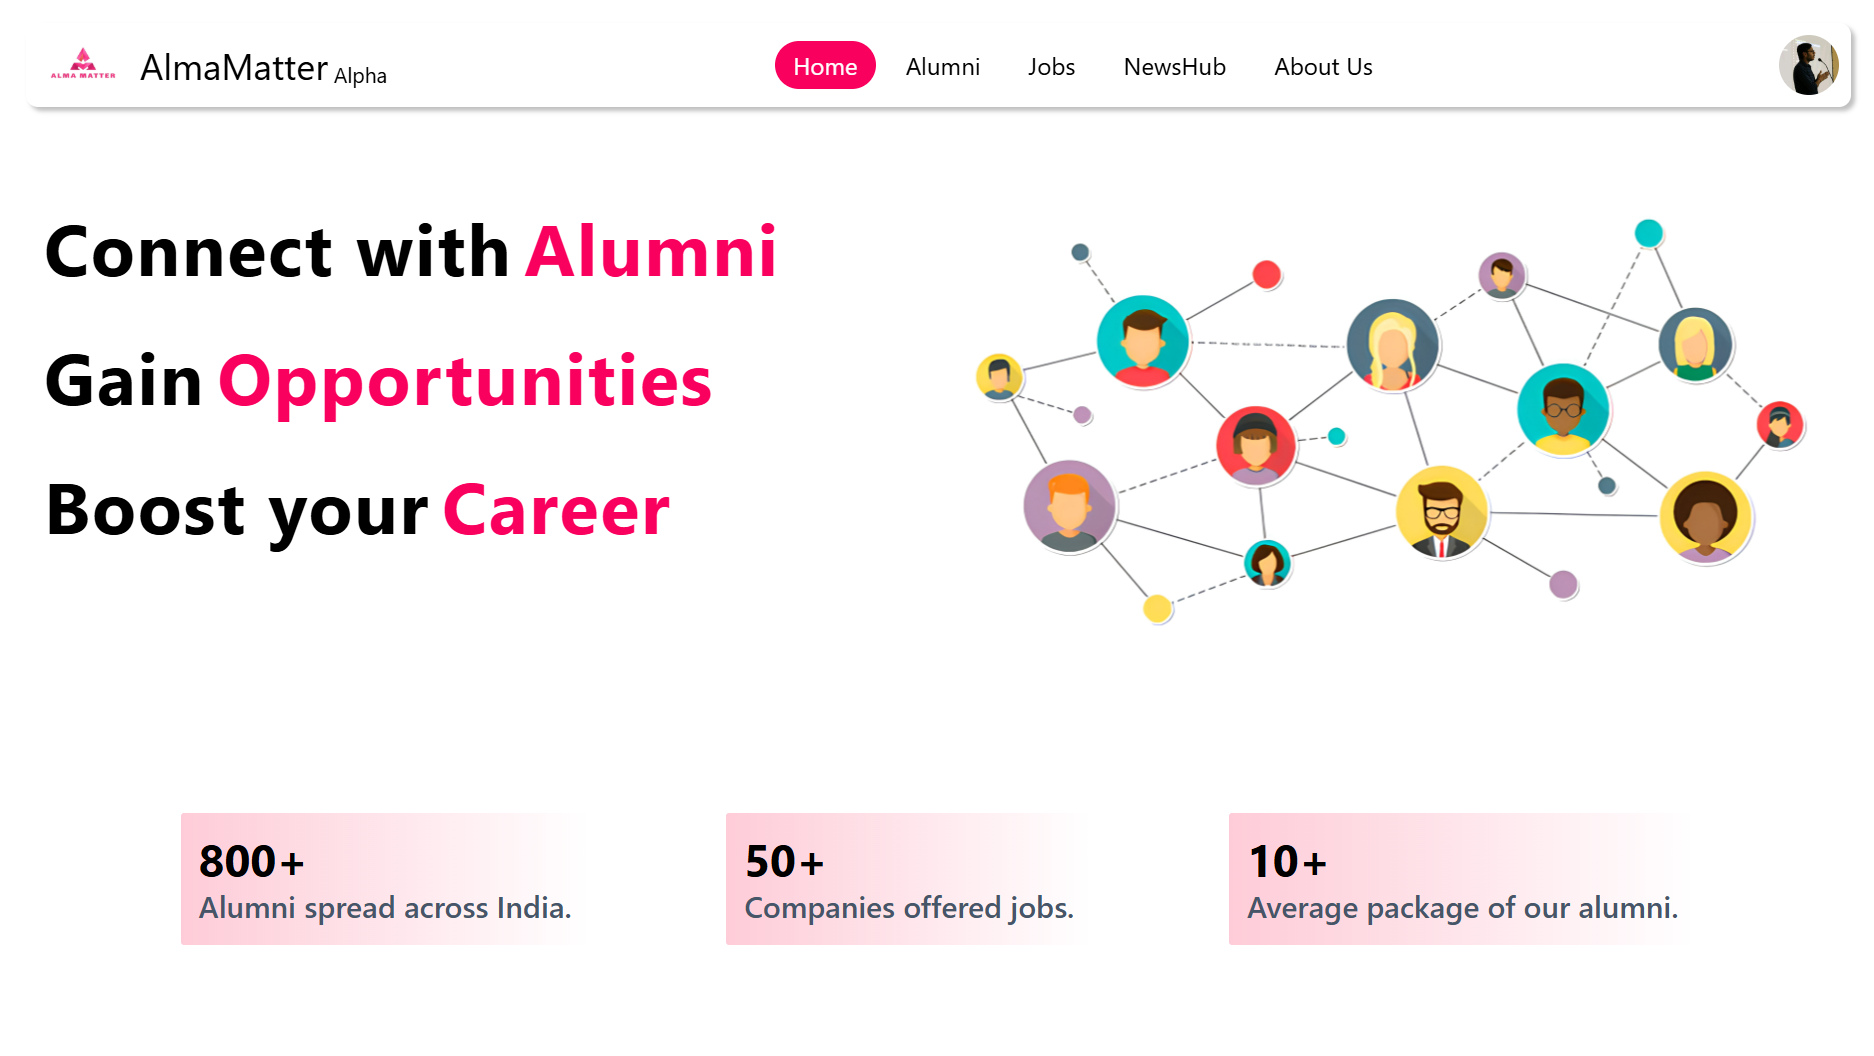 ALMA MATTER
AlmaMatter Alpha
Home
Alumni
Jobs
NewsHub
About Us
Connect with Alumni
Gain Opportunities
Boost your Career
800+
Alumni spread across India.
50+
Companies offered jobs.
10+
Average package of our alumni.